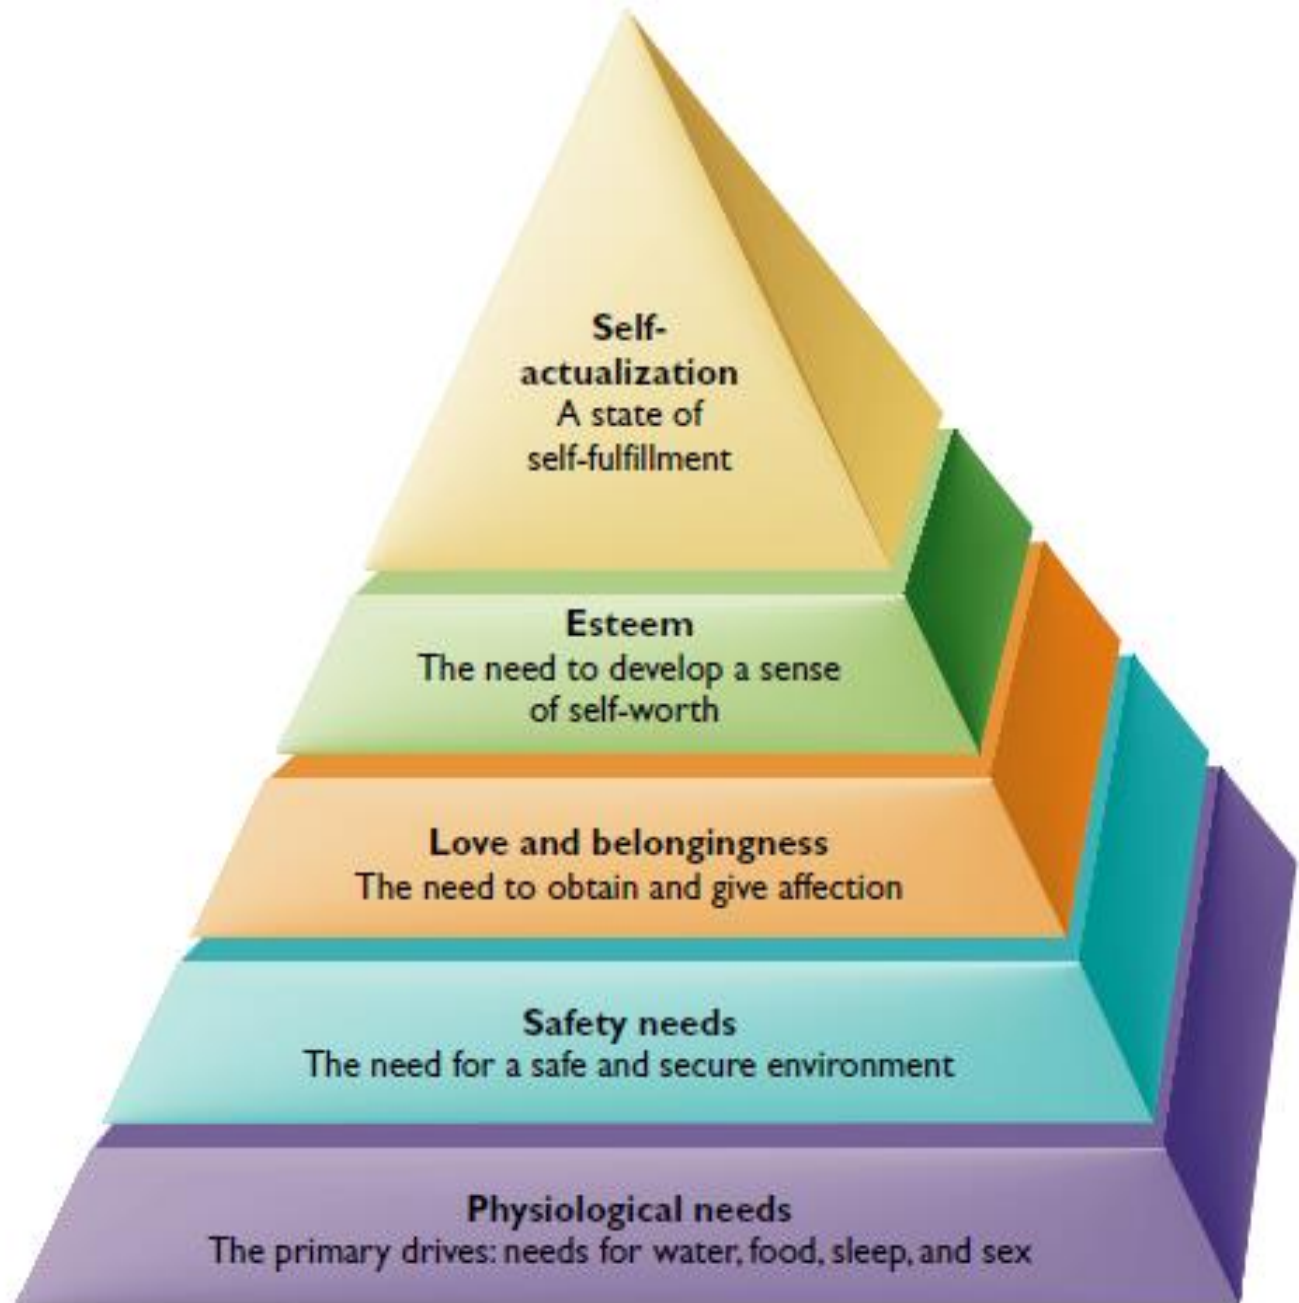 Self-
actualization
A state of
self-fulfillment
Esteem
The need to develop a sense
of self-worth
Love and belongingness
The need to obtain and give affection
Safety needs
The need for a safe and secure environment
Physiological needs
The primary drives: needs for water, food, sleep, and sex